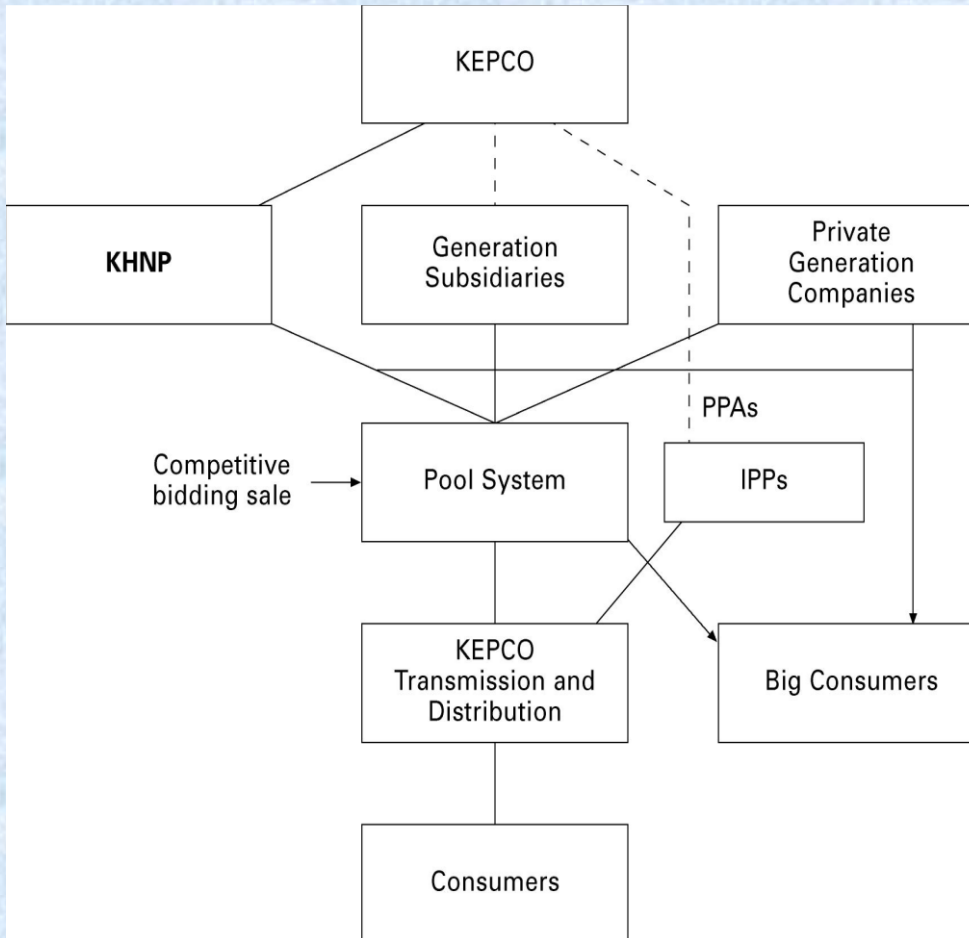 KEPCO
KHNP
Generation
Subsidiaries
Private
Generation
Companies
PPAs
Competitive
bidding sale
Pool System
IPPs
KEPCO
Transmission and
Distribution
Big Consumers
Consumers